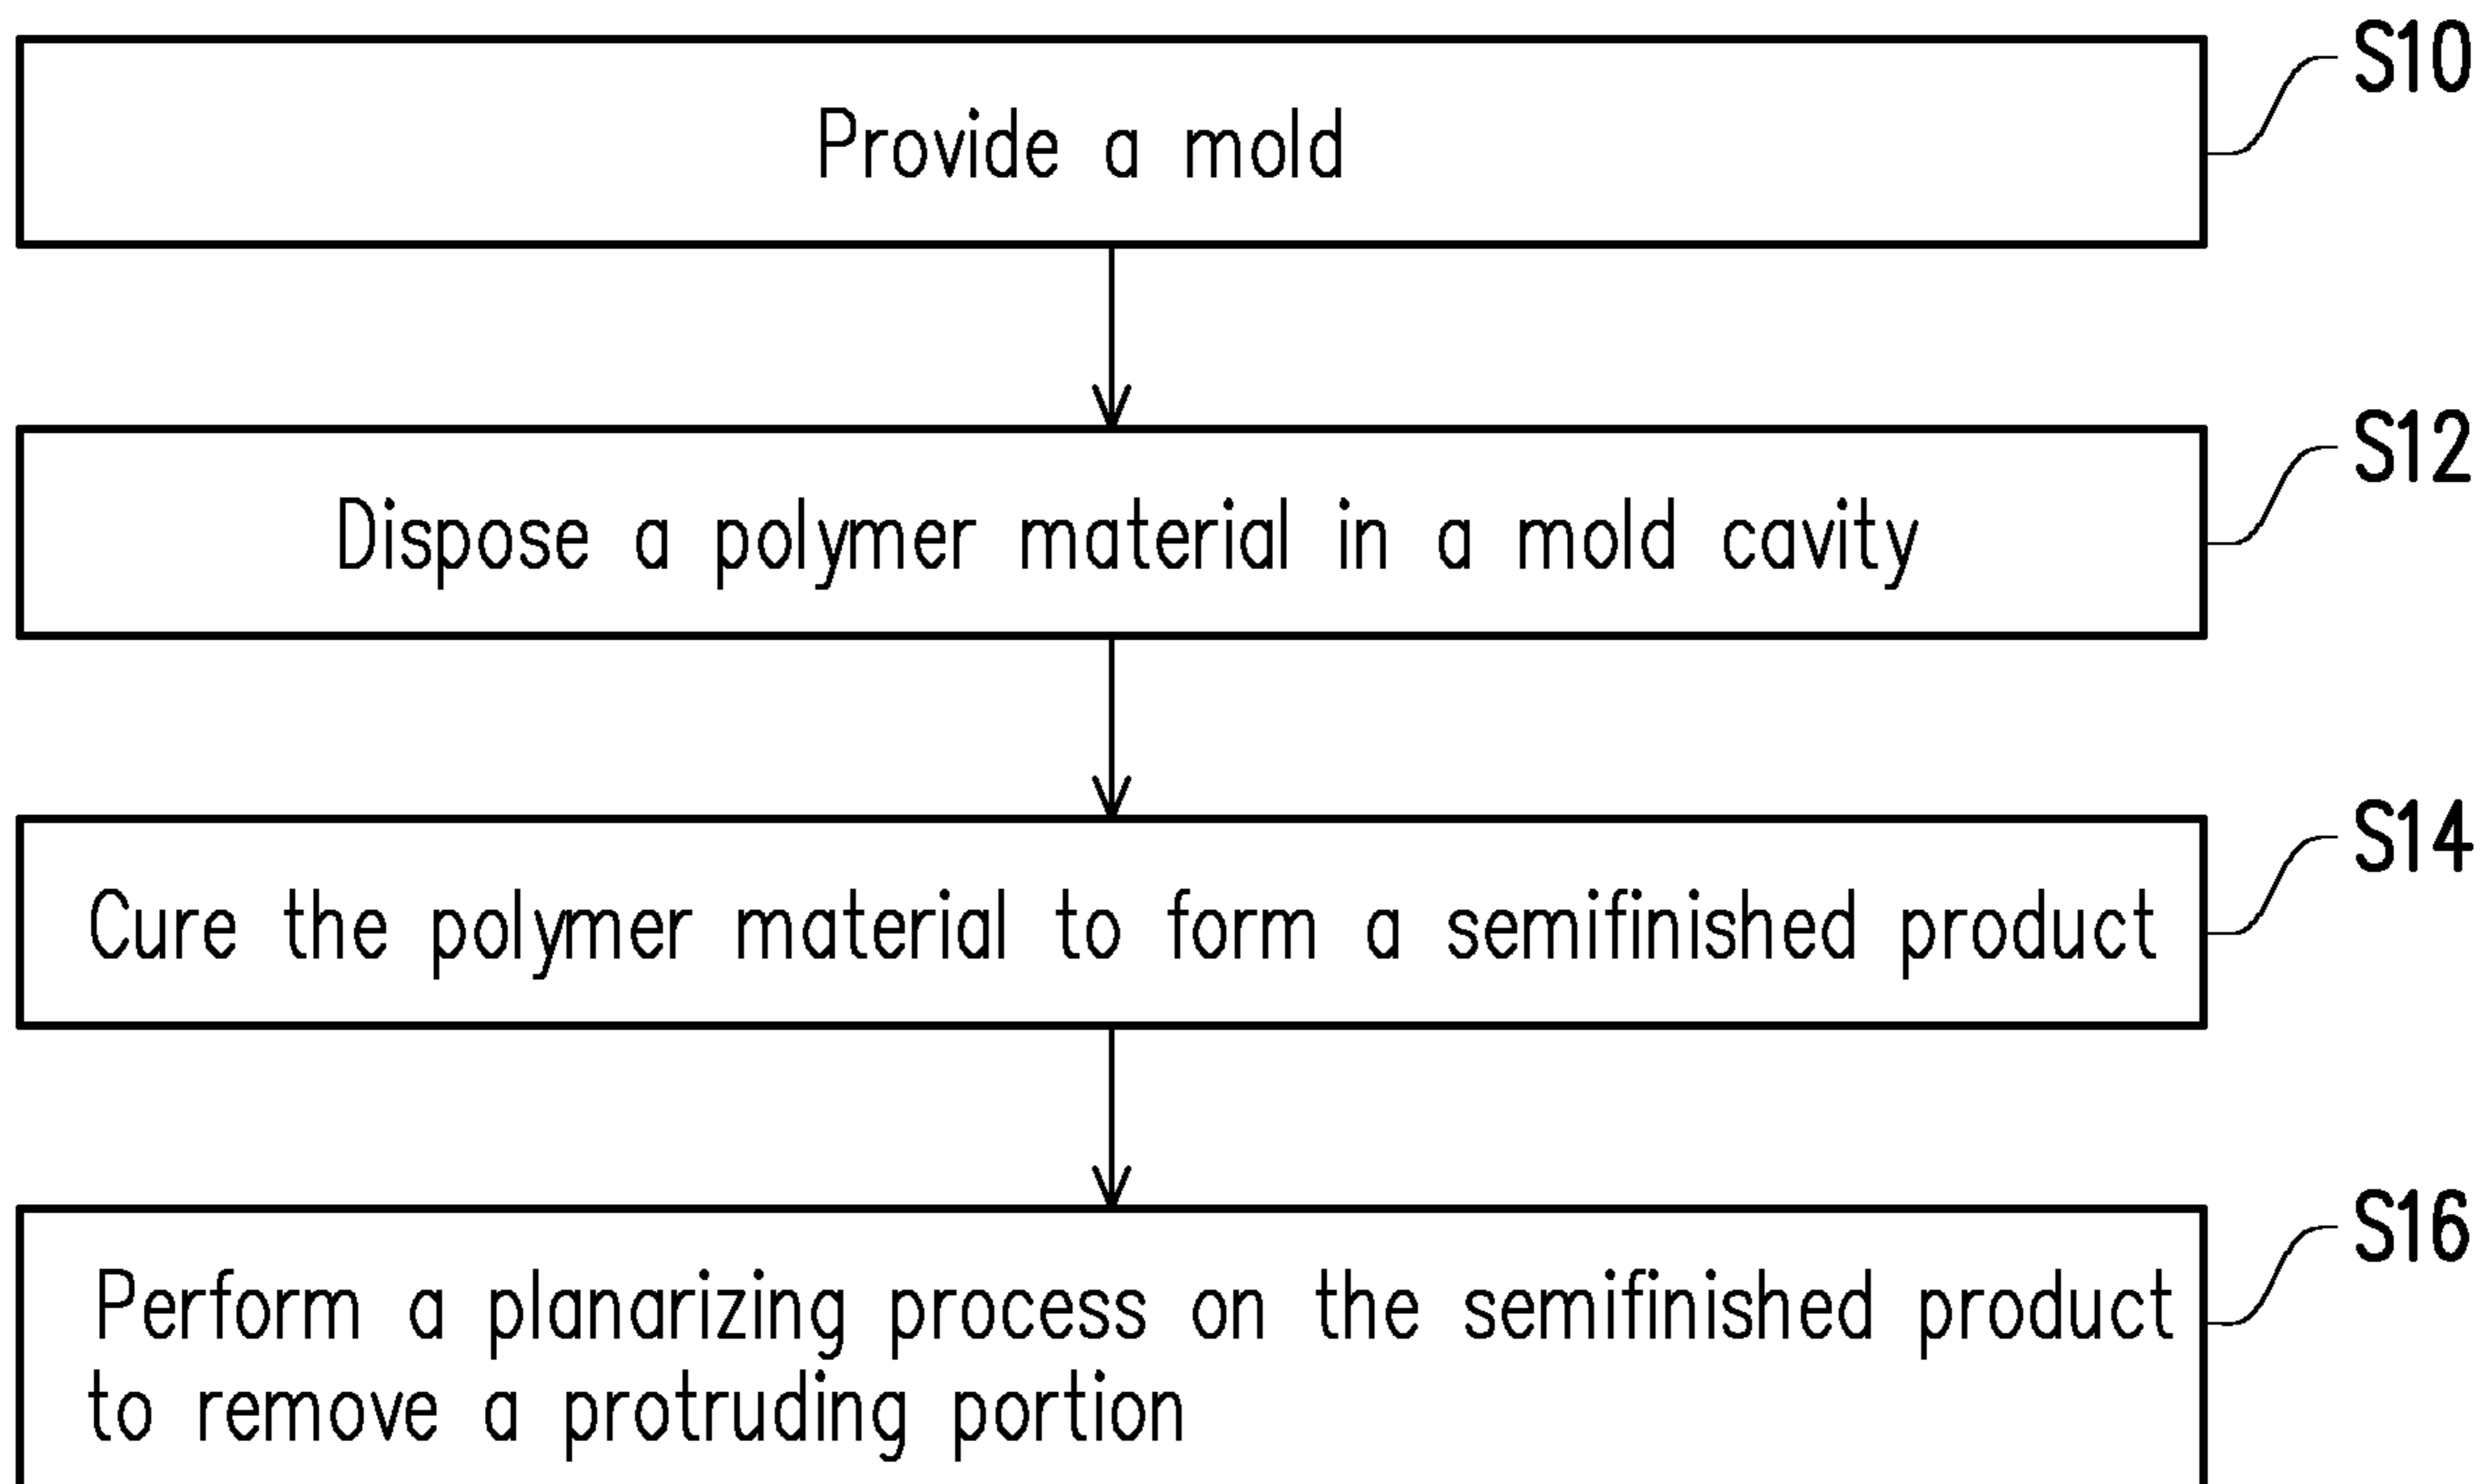 Provide a mold
S10
Dispose a polymer material in a mold cavity
S12
Cure the polymer material to form a semifinished product
S14
Perform a planarizing process on the semifinished product
to remove a protruding portion
S16